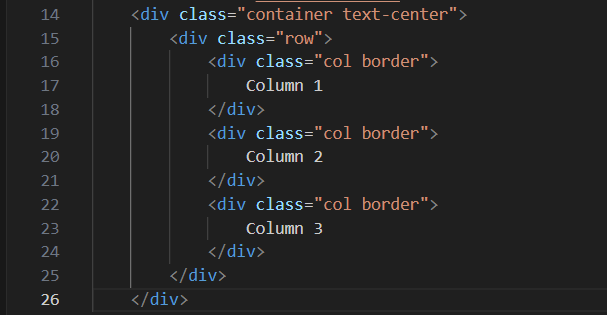 14 <div class="container text-center">
15 <div class="row">
16 <div class="col border">
17 Column 1
18 </div>
19 <div class="col border">
20 Column 2
21 </div>
22 <div class="col border">
23 Column 3
24 </div>
25 </div>
26 </div>